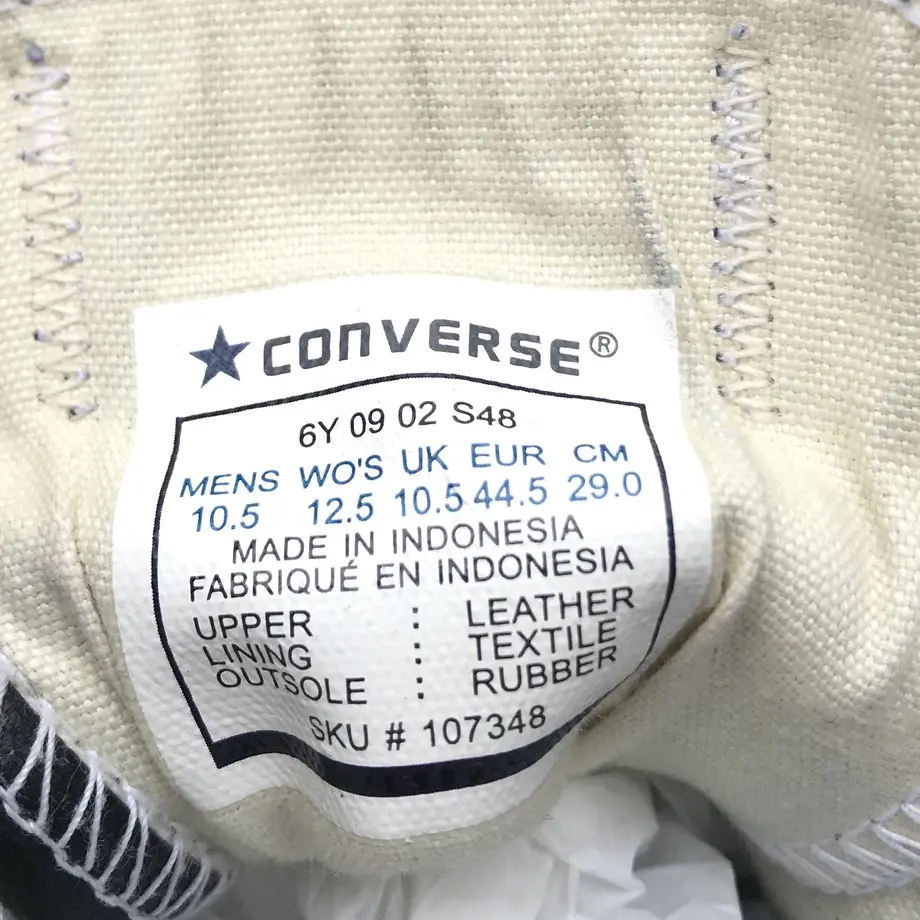 CONVERSE®
6Y 09 02 S48
MENS WO'S UK EUR CM
10.5 12.5 10.5 44.5 29.0
MADE IN INDONESIA
FABRIQUÉ EN INDONESIA
UPPER : LEATHER
LINING : TEXTILE
OUTSOLE : RUBBER
SKU # 107348